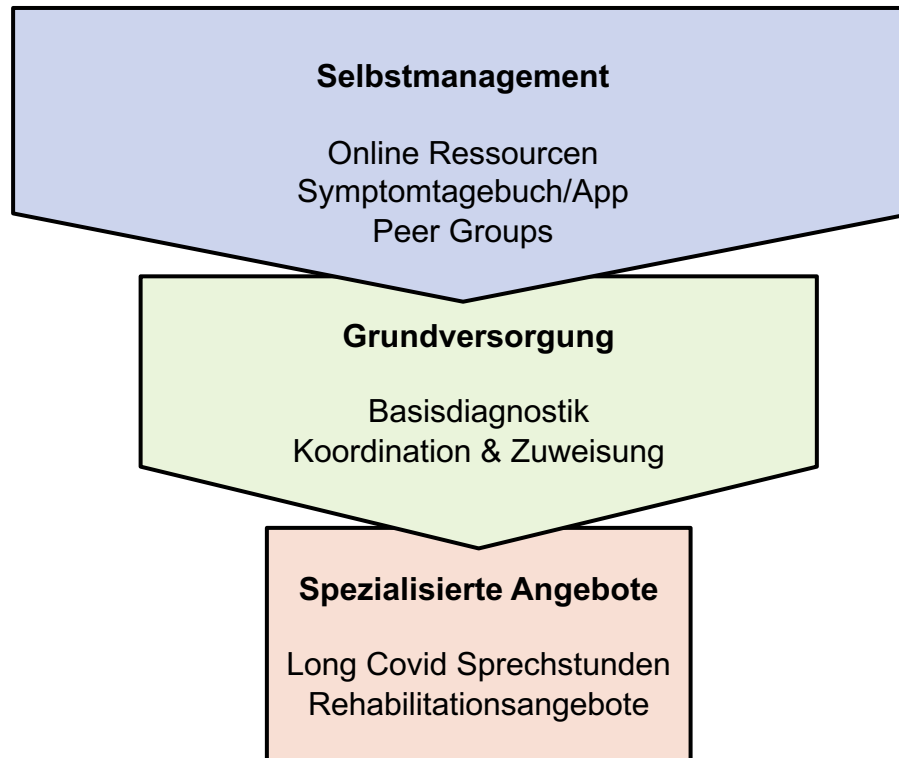 Selbstmanagement
Online Ressourcen
Symptomtagebuch/App
Peer Groups
Grundversorgung
Basisdiagnostik
Koordination & Zuweisung
Spezialisierte Angebote
Long Covid Sprechstunden
Rehabilitationsangebote